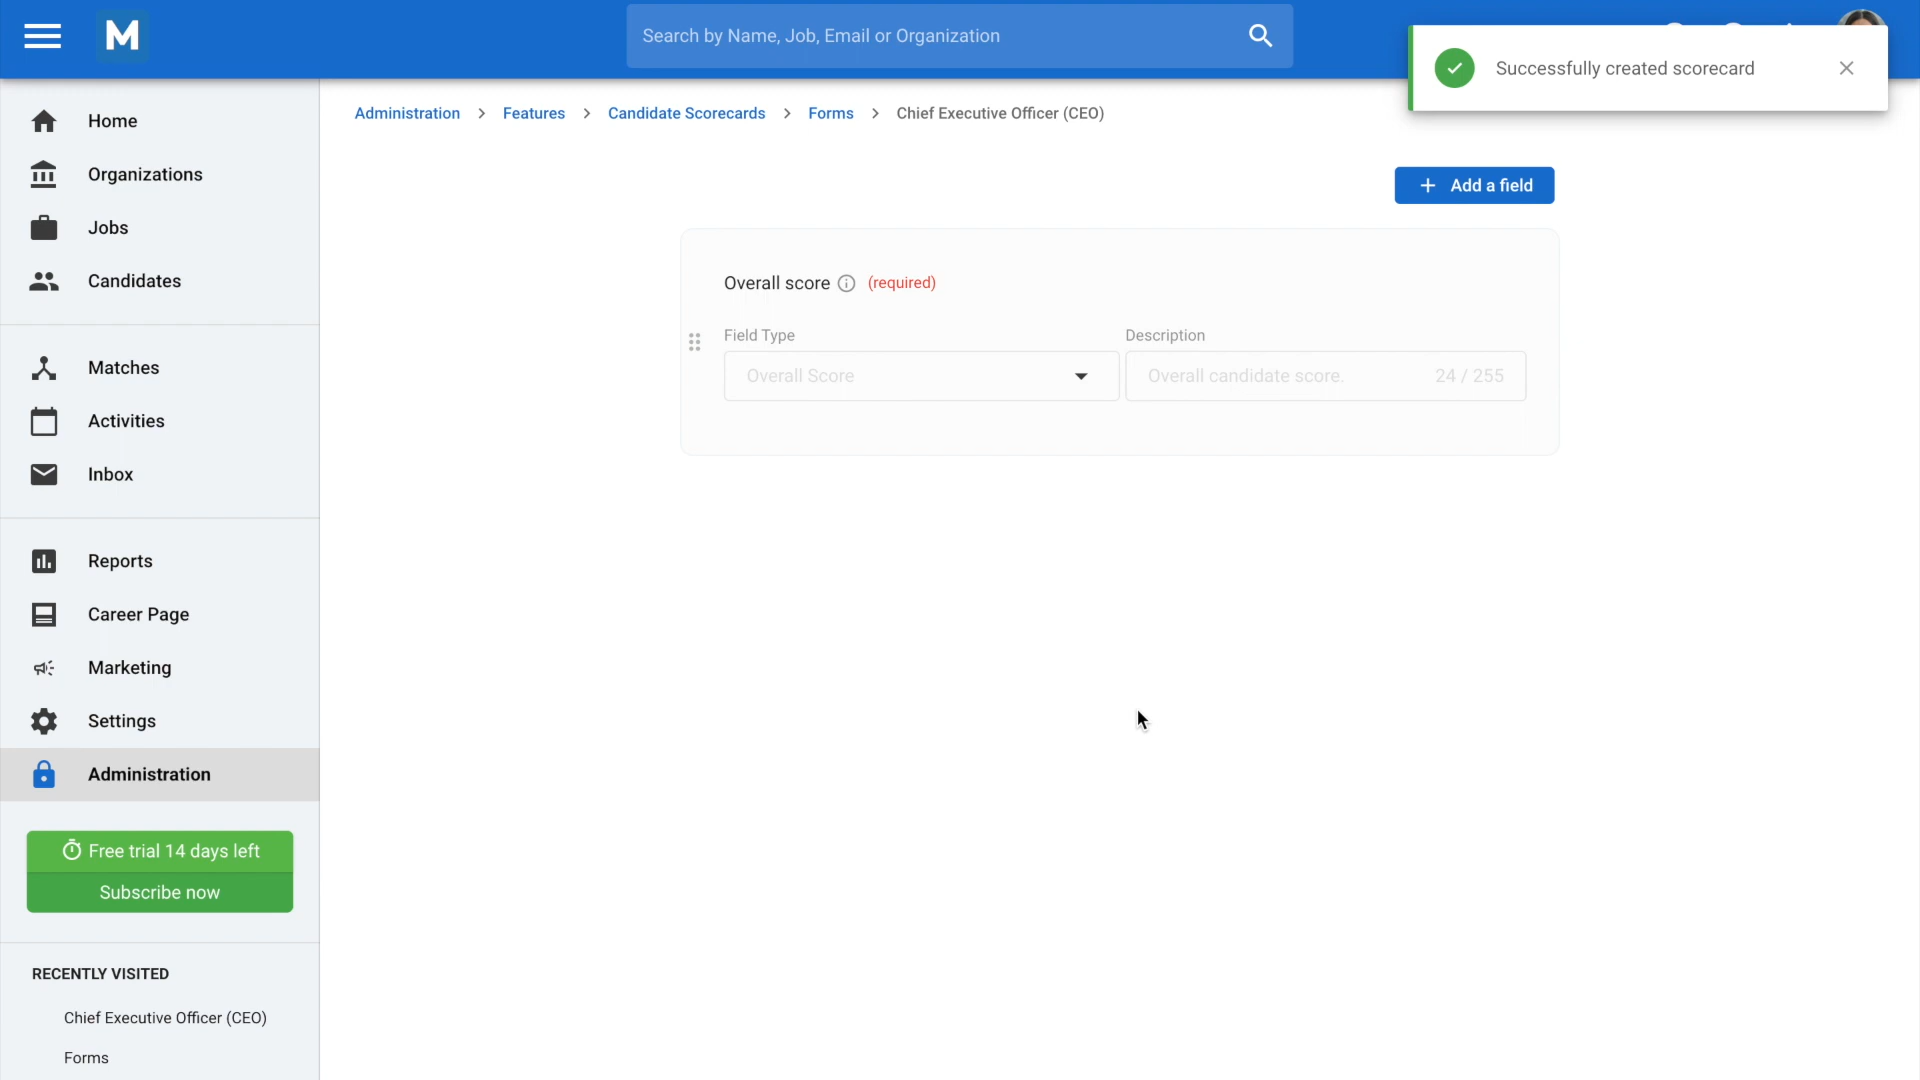 M
Search by Name, Job, Email or Organization
Successfully created scorecard
Home
Organizations
Jobs
Candidates
Matches
Activities
Inbox
Reports
Career Page
Marketing
Settings
Administration
Free trial 14 days left
Subscribe now
RECENTLY VISITED
Chief Executive Officer (CEO)
Forms
Administration > Features > Candidate Scorecards > Forms > Chief Executive Officer (CEO)
+ Add a field
Overall score (required)
Field Type Description
Overall Score Overall candidate score. 24 / 255